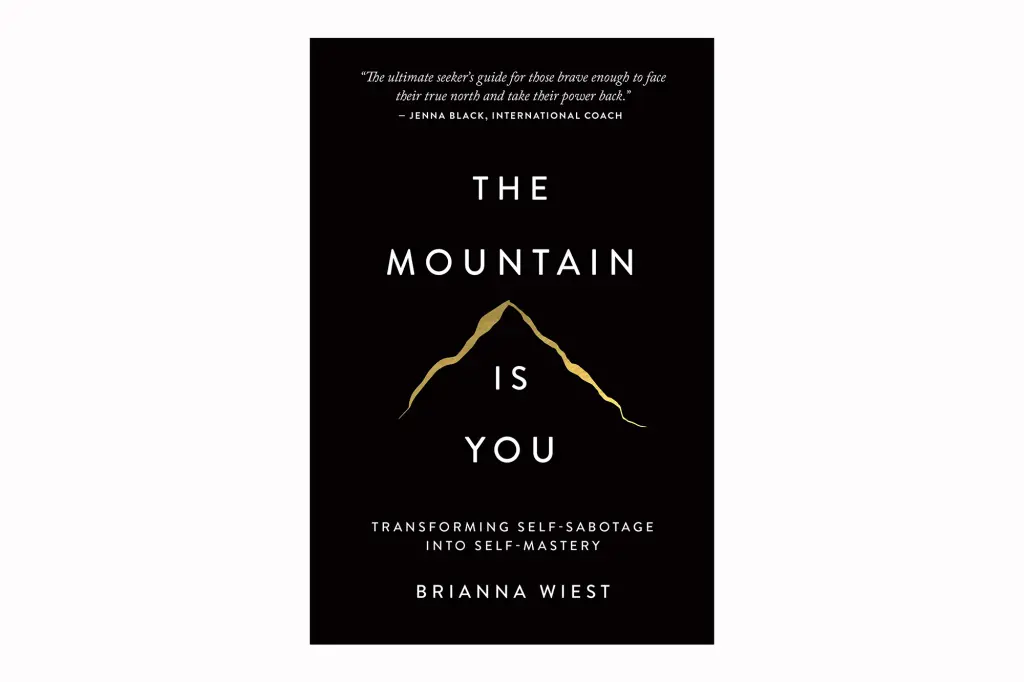 “The ultimate seeker’s guide for those brave enough to face
their true north and take their power back.”
– JENNA BLACK, INTERNATIONAL COACH
THE
MOUNTAIN
IS
YOU
TRANSFORMING SELF-SABOTAGE
INTO SELF-MASTERY
BRIANNA WIEST